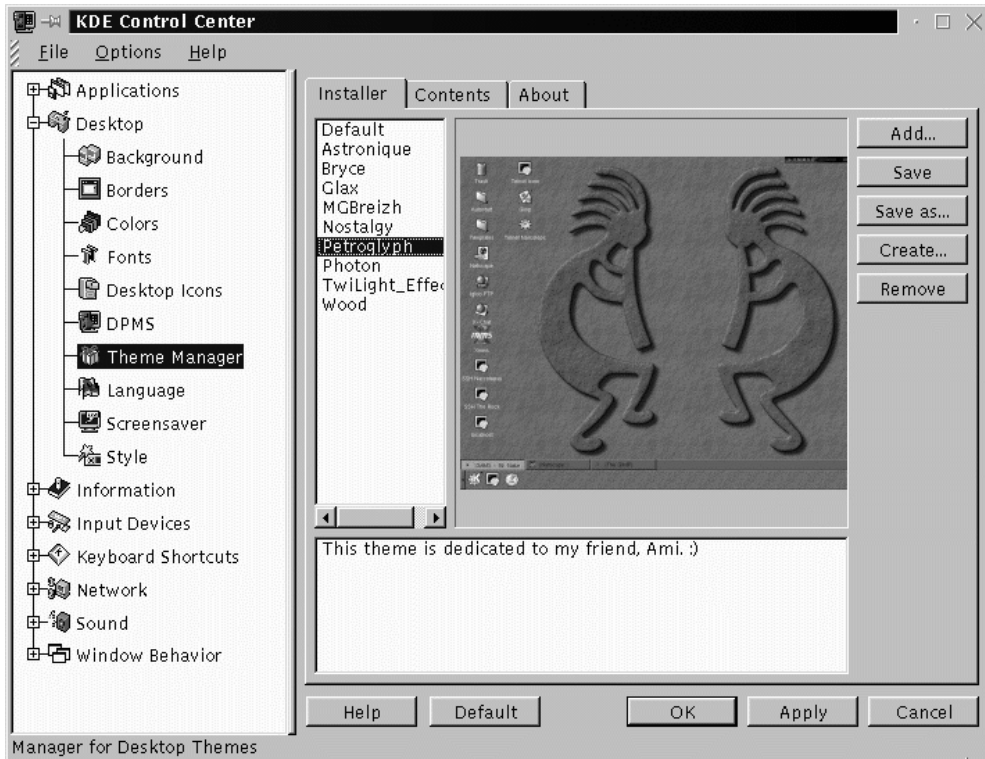 KDE Control Center
File Options Help
Applications
Desktop
Background
Borders
Colors
Fonts
Desktop Icons
DPMS
Theme Manager
Language
Screensaver
Style
Information
Input Devices
Keyboard Shortcuts
Network
Sound
Window Behavior
Installer Contents About
Default
Astronique
Bryce
Glax
MGBreizh
Nostalgy
Petroglyph
Photon
TwiLight_Effe
Wood
Add...
Save
Save as...
Create...
Remove
This theme is dedicated to my friend, Ami. :)
Help Default OK Apply Cancel
Manager for Desktop Themes